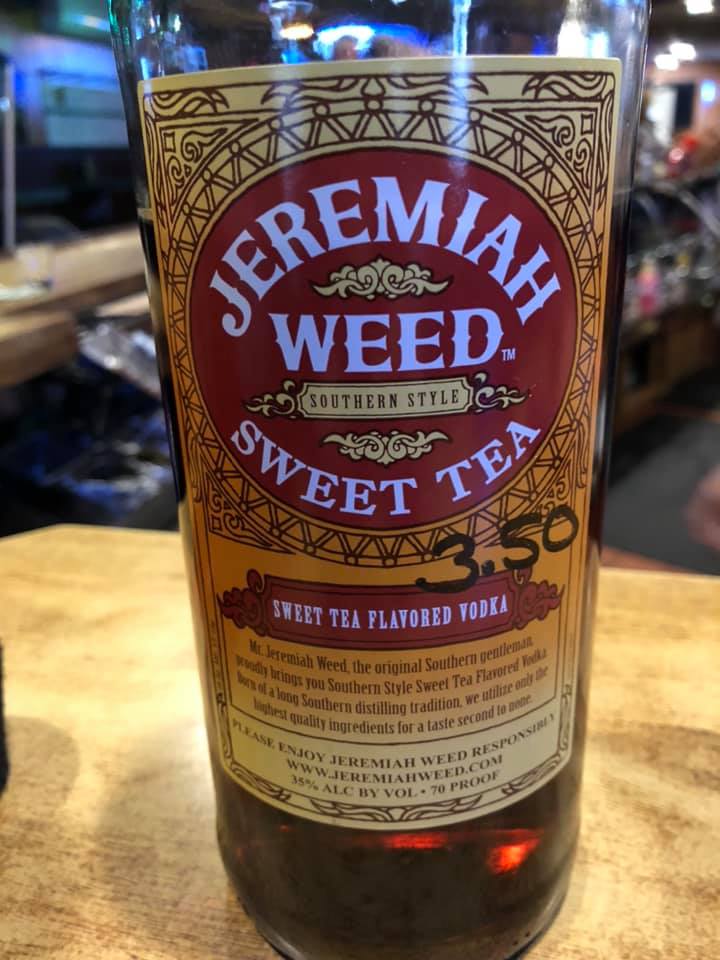 JEREMIAH
WEED™
SOUTHERN STYLE
SWEET TEA
3.50
SWEET TEA FLAVORED VODKA
Mr. Jeremiah Weed, the original Southern gentleman,
proudly brings you Southern Style Sweet Tea Flavored Vodka.
Born of a long Southern distilling tradition, we utilize only the
highest quality ingredients for a taste second to none.
PLEASE ENJOY JEREMIAH WEED RESPONSIBLY
WWW.JEREMIAHWEED.COM
35% ALC BY VOL • 70 PROOF